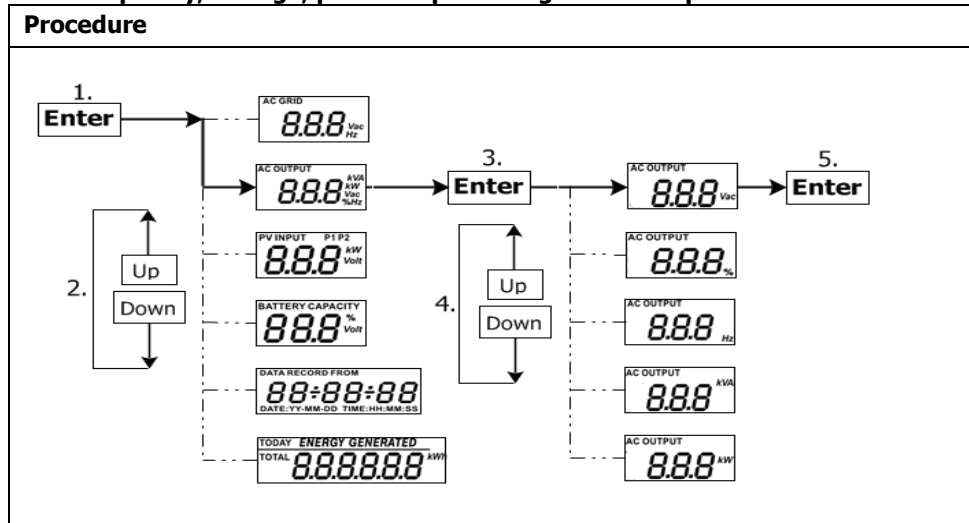 Procedure
1.
Enter
AC GRID
8.8.8 Vac
Hz
AC OUTPUT
8.8.8 kVA
kW
Vac
%Hz
PV INPUT P1 P2
8.8.8 kW
Volt
BATTERY CAPACITY
8.8.8 %
Volt
DATA RECORD FROM
88÷88÷88
DATE:YY-MM-DD TIME:HH:MM:SS
TODAY ENERGY GENERATED
TOTAL 8.8.8.8.8.8 kWh
2.
Up
Down
3.
Enter
4.
Up
Down
AC OUTPUT
8.8.8 Vac
AC OUTPUT
8.8.8 %
AC OUTPUT
8.8.8 Hz
AC OUTPUT
8.8.8 kVA
AC OUTPUT
8.8.8 kW
5.
Enter